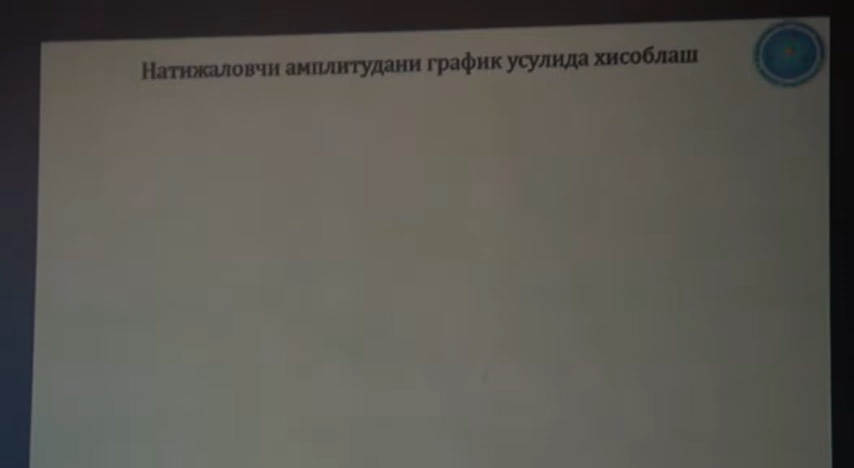 Натижаловчи амплитудани график усулида хисоблаш